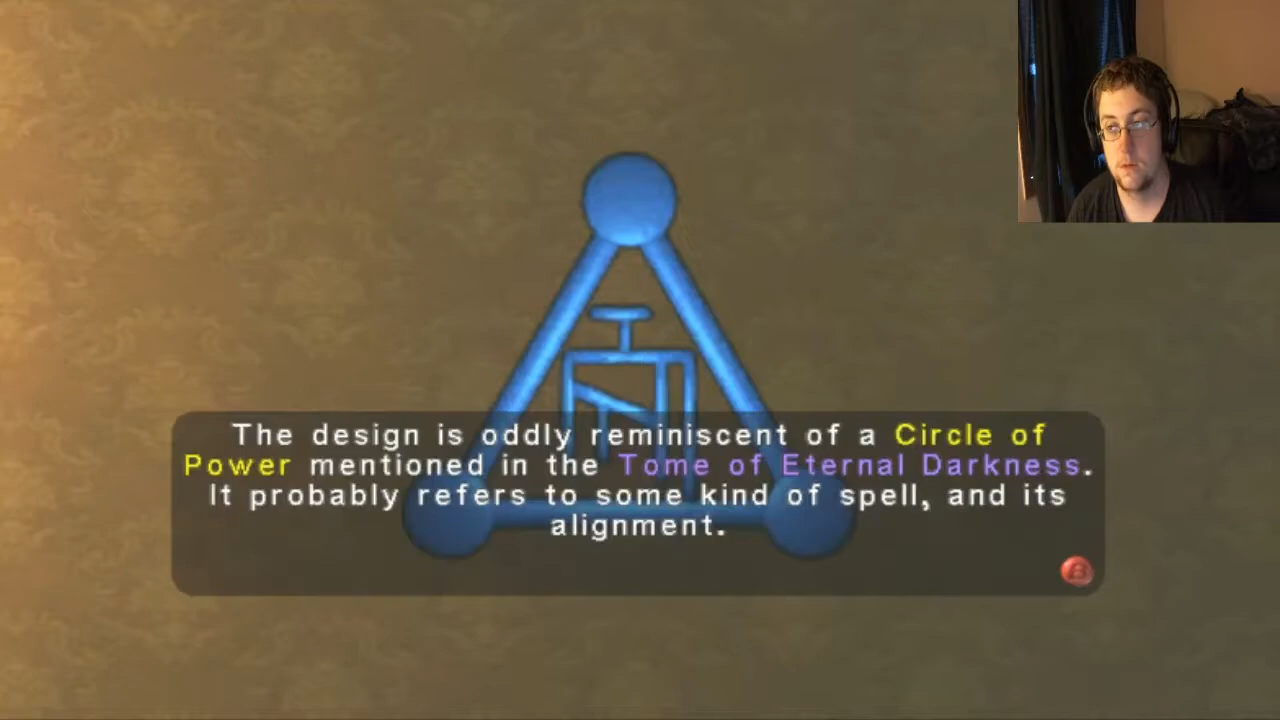 The design is oddly reminiscent of a Circle of
Power mentioned in the Tome of Eternal Darkness.
It probably refers to some kind of spell, and its
alignment.
B